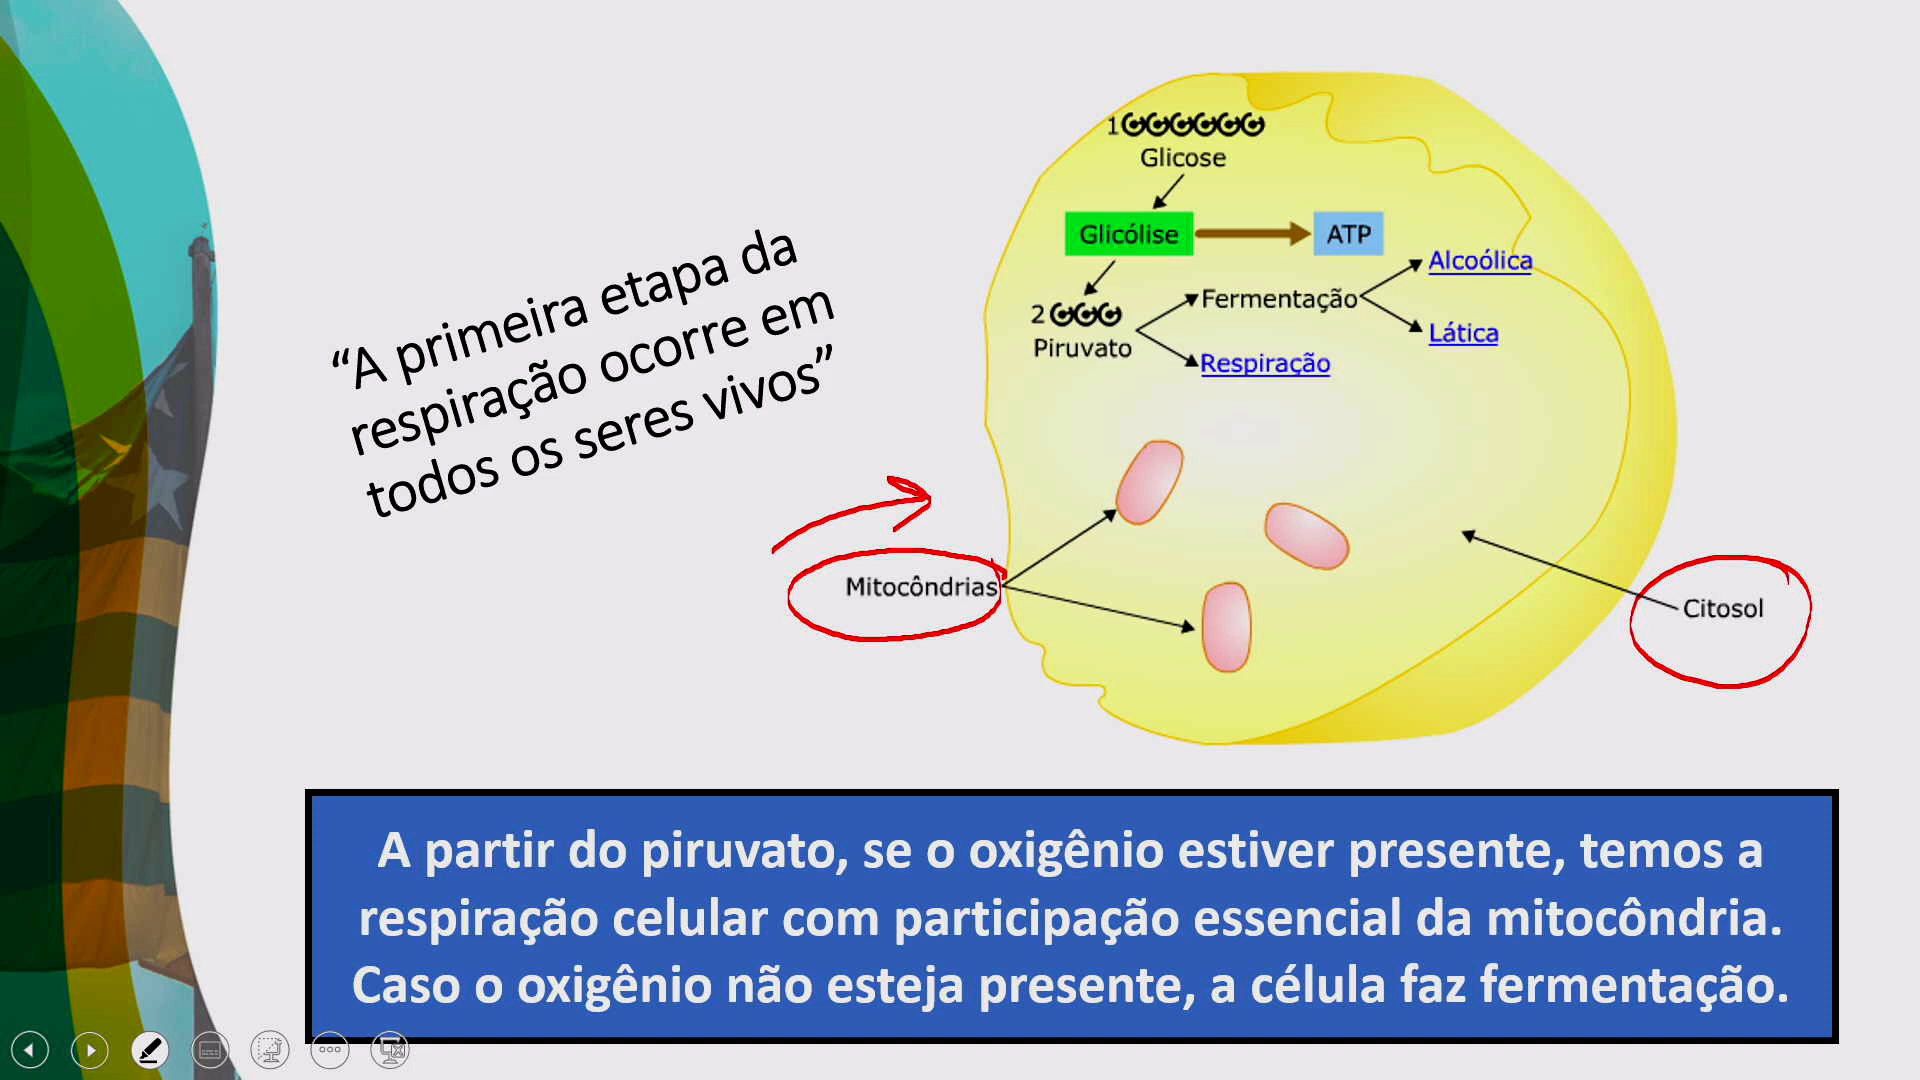 “A primeira etapa da
respiração ocorre em
todos os seres vivos”
1
Glicose
Glicólise
ATP
2
Piruvato
Fermentação
Alcoólica
Lática
Respiração
Mitocôndrias
Citosol
A partir do piruvato, se o oxigênio estiver presente, temos a
respiração celular com participação essencial da mitocôndria.
Caso o oxigênio não esteja presente, a célula faz fermentação.